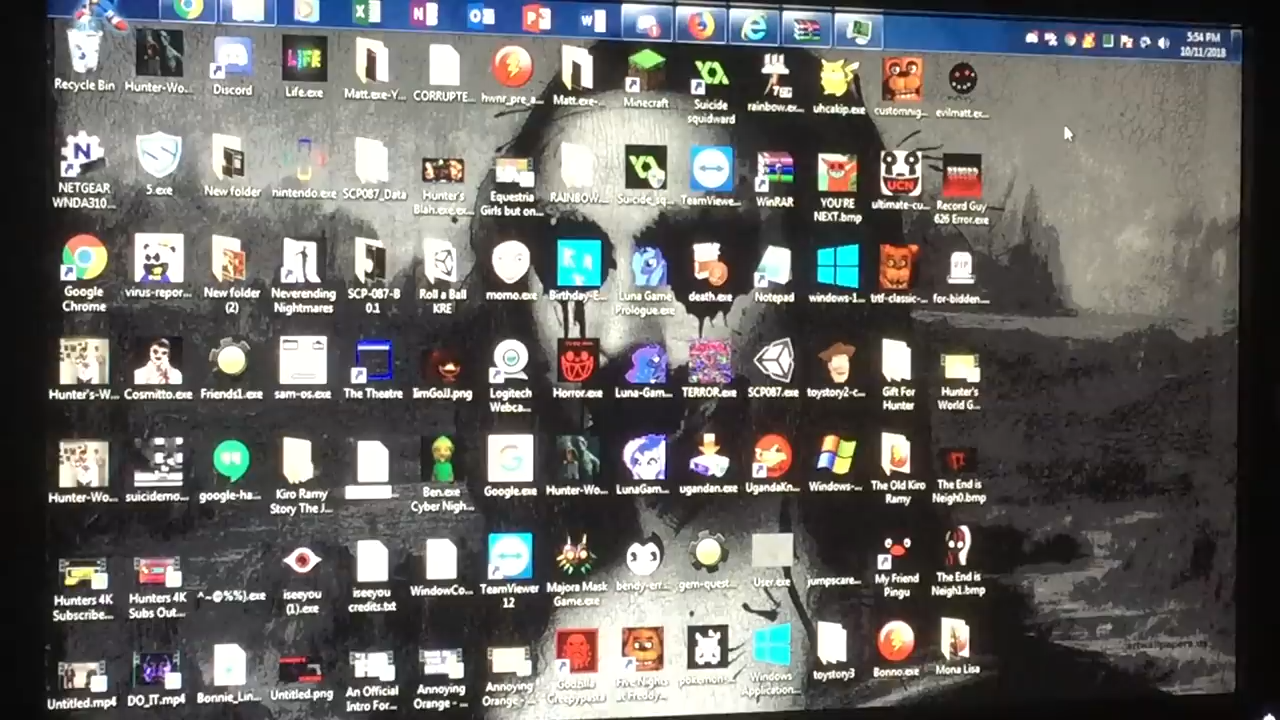 5:54 PM
10/11/2018
Recycle Bin
Hunter-Wo...
Discord
Life.exe
Matt.exe-Y...
CORRUPTE...
hwnr_pre_a...
Matt.exe-...
Minecraft
Suicide
squidward
rainbow.ex...
uhcakip.exe
customnig...
evilmatt.ex...
NETGEAR
WNDA310...
5.exe
New folder
nintendo.exe
SCP087_Data
Hunter's
Blah.exe.ex...
Equestria
Girls but on...
RAINBOW...
Suicide_sq...
TeamViewe...
WinRAR
YOU'RE
NEXT.bmp
UCN
ultimate-cu...
Record Guy
626 Error.exe
Google
Chrome
virus-repor...
New folder
(2)
Neverending
Nightmares
SCP-087-B
0.1
Roll a Ball
KRE
momo.exe
Birthday-E...
Luna Game
Prologue.exe
death.exe
Notepad
windows-1...
trtf-classic-...
RIP
for-bidden....
Hunter's-W...
Cosmitto.exe
Friends1.exe
sam-os.exe
The Theatre
Logitech
Webca...
Horror.exe
Luna-Gam...
TERROR.exe
SCP087.exe
toystory2-c...
Gift For
Hunter
Hunter's
World G...
Hunter-Wo...
suicidemo...
google-ha...
Kiro Ramy
Story The J...
Ben.exe
Cyber Nigh...
Google.exe
Hunter-Wo...
LunaGam...
ugandan.exe
UgandaKn...
Windows-...
The Old Kiro
Ramy
The End is
Neigh0.bmp
Hunters 4K
Subscribe...
Hunters 4K
Subs Out...
^~@%%).exe
iseeyou
(1).exe
iseeyou
credits.txt
WindowCo...
TeamViewer
12
Majora Mask
Game.exe
bendy-err...
gem-quest...
User.exe
jumpscare...
My Friend
Pingu
The End is
Neigh1.bmp
Untitled.mp4
DO_IT.mp4
Bonnie_Lin...
Untitled.png
An Official
Intro For...
Annoying
Orange - ...
Annoying
Orange - ...
Godzilla
Creepypasta
Five Nights
at Freddy...
pokemon-...
Windows
Application...
toystory3
Bonno.exe
Mona Lisa